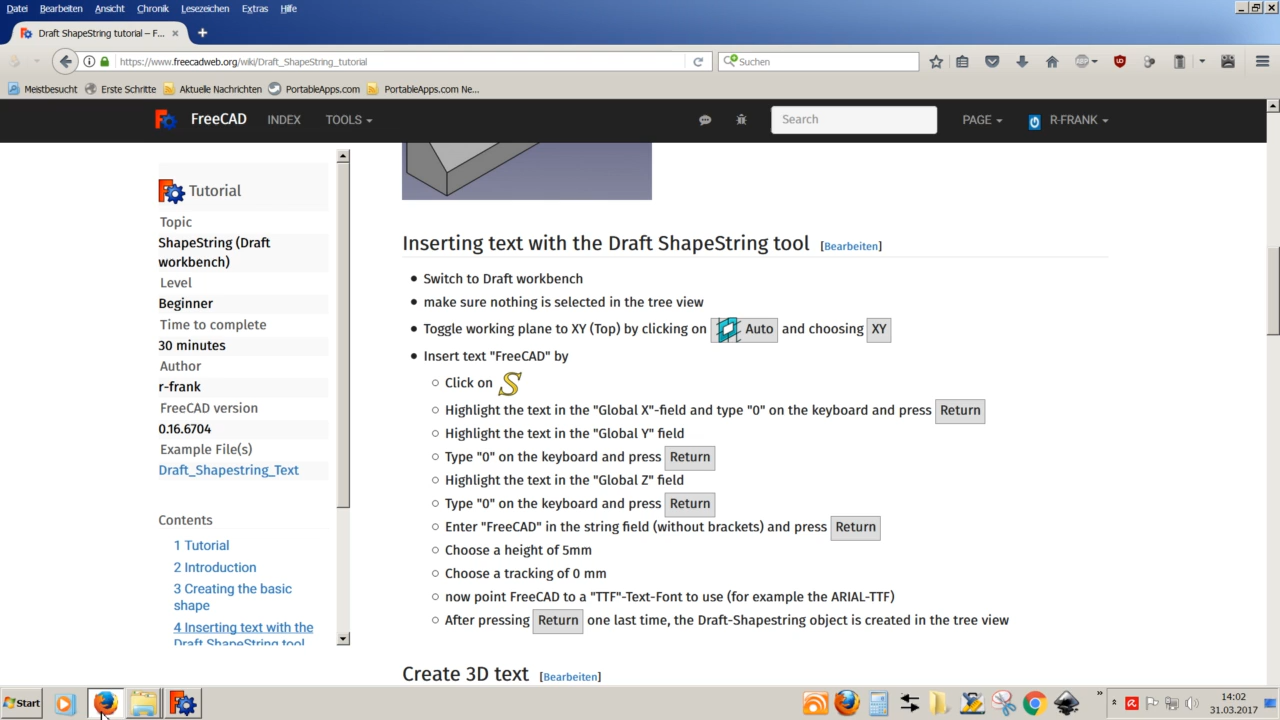 Datei Bearbeiten Ansicht Chronik Lesezeichen Extras Hilfe
Draft ShapeString tutorial – F...
https://www.freecadweb.org/wiki/Draft_ShapeString_tutorial
Suchen
Meistbesucht Erste Schritte Aktuelle Nachrichten PortableApps.com PortableApps.com Ne...
FreeCAD INDEX TOOLS Search PAGE R-FRANK
Tutorial
Topic
ShapeString (Draft
workbench)
Level
Beginner
Time to complete
30 minutes
Author
r-frank
FreeCAD version
0.16.6704
Example File(s)
Draft_Shapestring_Text
Contents
1 Tutorial
2 Introduction
3 Creating the basic
shape
4 Inserting text with the
Draft ShapeString tool
Inserting text with the Draft ShapeString tool [Bearbeiten]
Switch to Draft workbench
make sure nothing is selected in the tree view
Toggle working plane to XY (Top) by clicking on Auto and choosing XY
Insert text "FreeCAD" by
Click on
Highlight the text in the "Global X"-field and type "0" on the keyboard and press Return
Highlight the text in the "Global Y" field
Type "0" on the keyboard and press Return
Highlight the text in the "Global Z" field
Type "0" on the keyboard and press Return
Enter "FreeCAD" in the string field (without brackets) and press Return
Choose a height of 5mm
Choose a tracking of 0 mm
now point FreeCAD to a "TTF"-Text-Font to use (for example the ARIAL-TTF)
After pressing Return one last time, the Draft-Shapestring object is created in the tree view
Create 3D text [Bearbeiten]
Start
14:02
31.03.2017